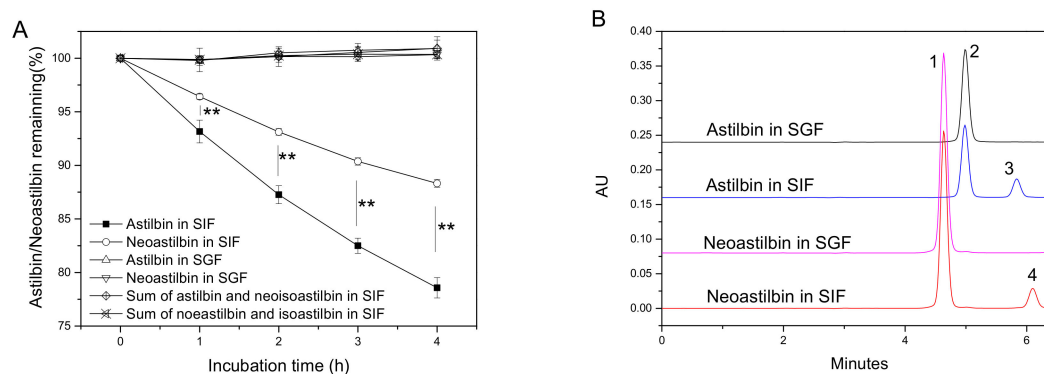 A
Astilbin/Neoastilbin remainning(%)
100
95
90
85
80
75
**
**
**
**
Astilbin in SIF
Neoastilbin in SIF
Astilbin in SGF
Neoastilbin in SGF
Sum of astilbin and neoisoastilbin in SIF
Sum of noeastilbin and isoastilbin in SIF
0 1 2 3 4
Incubation time (h)
B
AU
0.40
0.35
0.30
0.25
0.20
0.15
0.10
0.05
0.00
1 2
Astilbin in SGF
3
Astilbin in SIF
Neoastilbin in SGF
4
Neoastilbin in SIF
0 2 4 6
Minutes